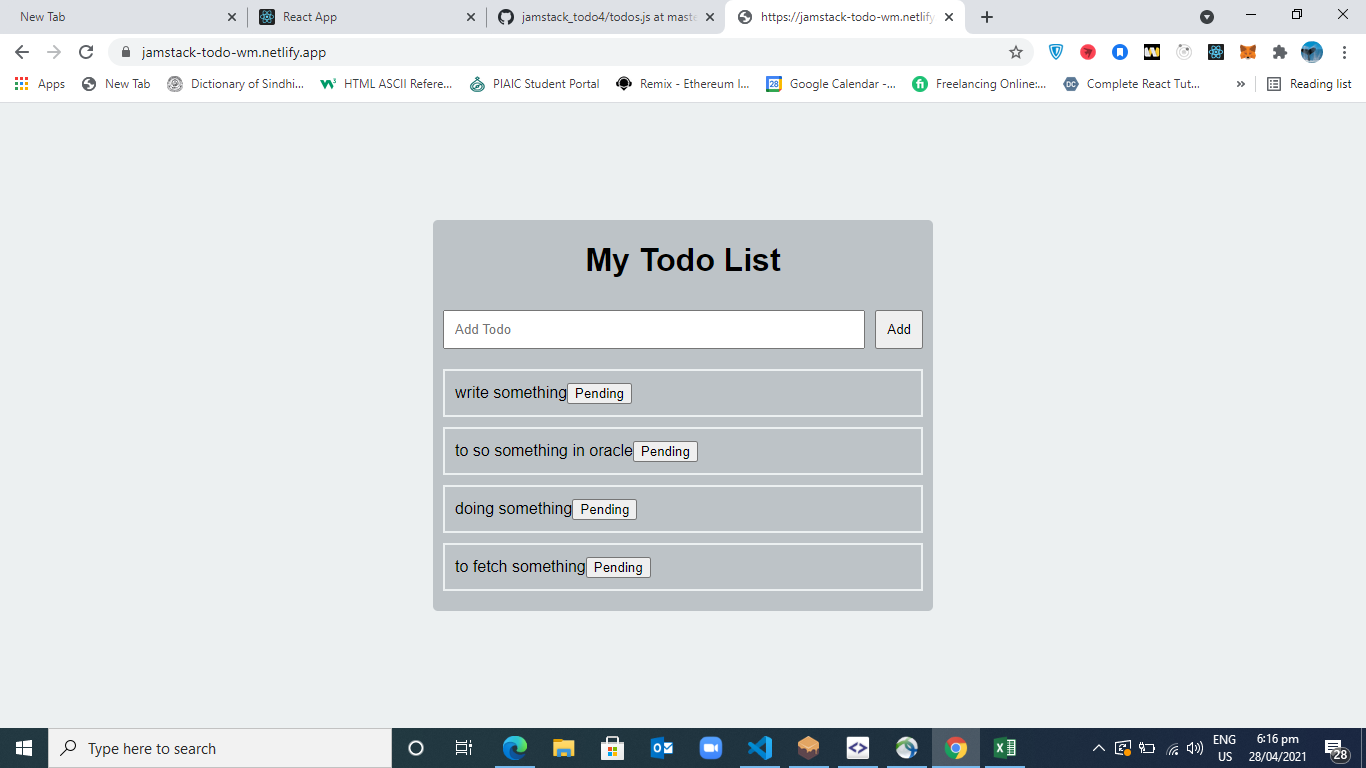 New Tab
React App
jamstack_todo4/todos.js at maste
https://jamstack-todo-wm.netlify
jamstack-todo-wm.netlify.app
Apps
New Tab
Dictionary of Sindhi...
HTML ASCII Refere...
PIAIC Student Portal
Remix - Ethereum I...
28
Google Calendar -...
Freelancing Online:...
DC
Complete React Tut...
»
Reading list
My Todo List
Add Todo
Add
write something Pending
to so something in oracle Pending
doing something Pending
to fetch something Pending
Type here to search
ENG
US
6:16 pm
28/04/2021
28